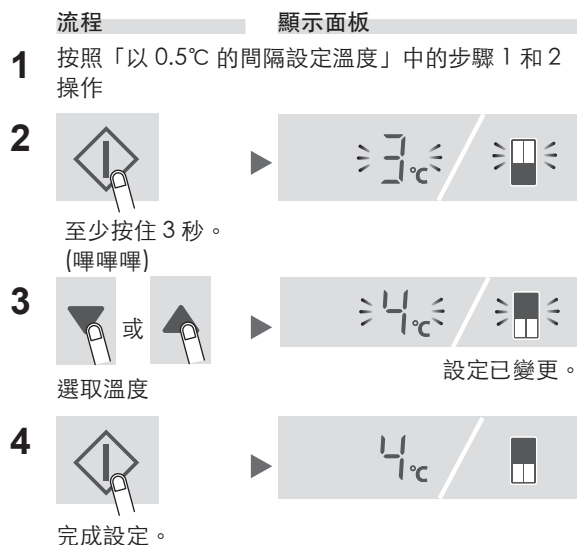 流程 顯示面板
1 按照「以 0.5℃ 的間隔設定溫度」中的步驟 1 和 2
操作
2 3℃
至少按住 3 秒。
(嗶嗶嗶)
3 或 4℃
設定已變更。
選取溫度
4 4℃
完成設定。